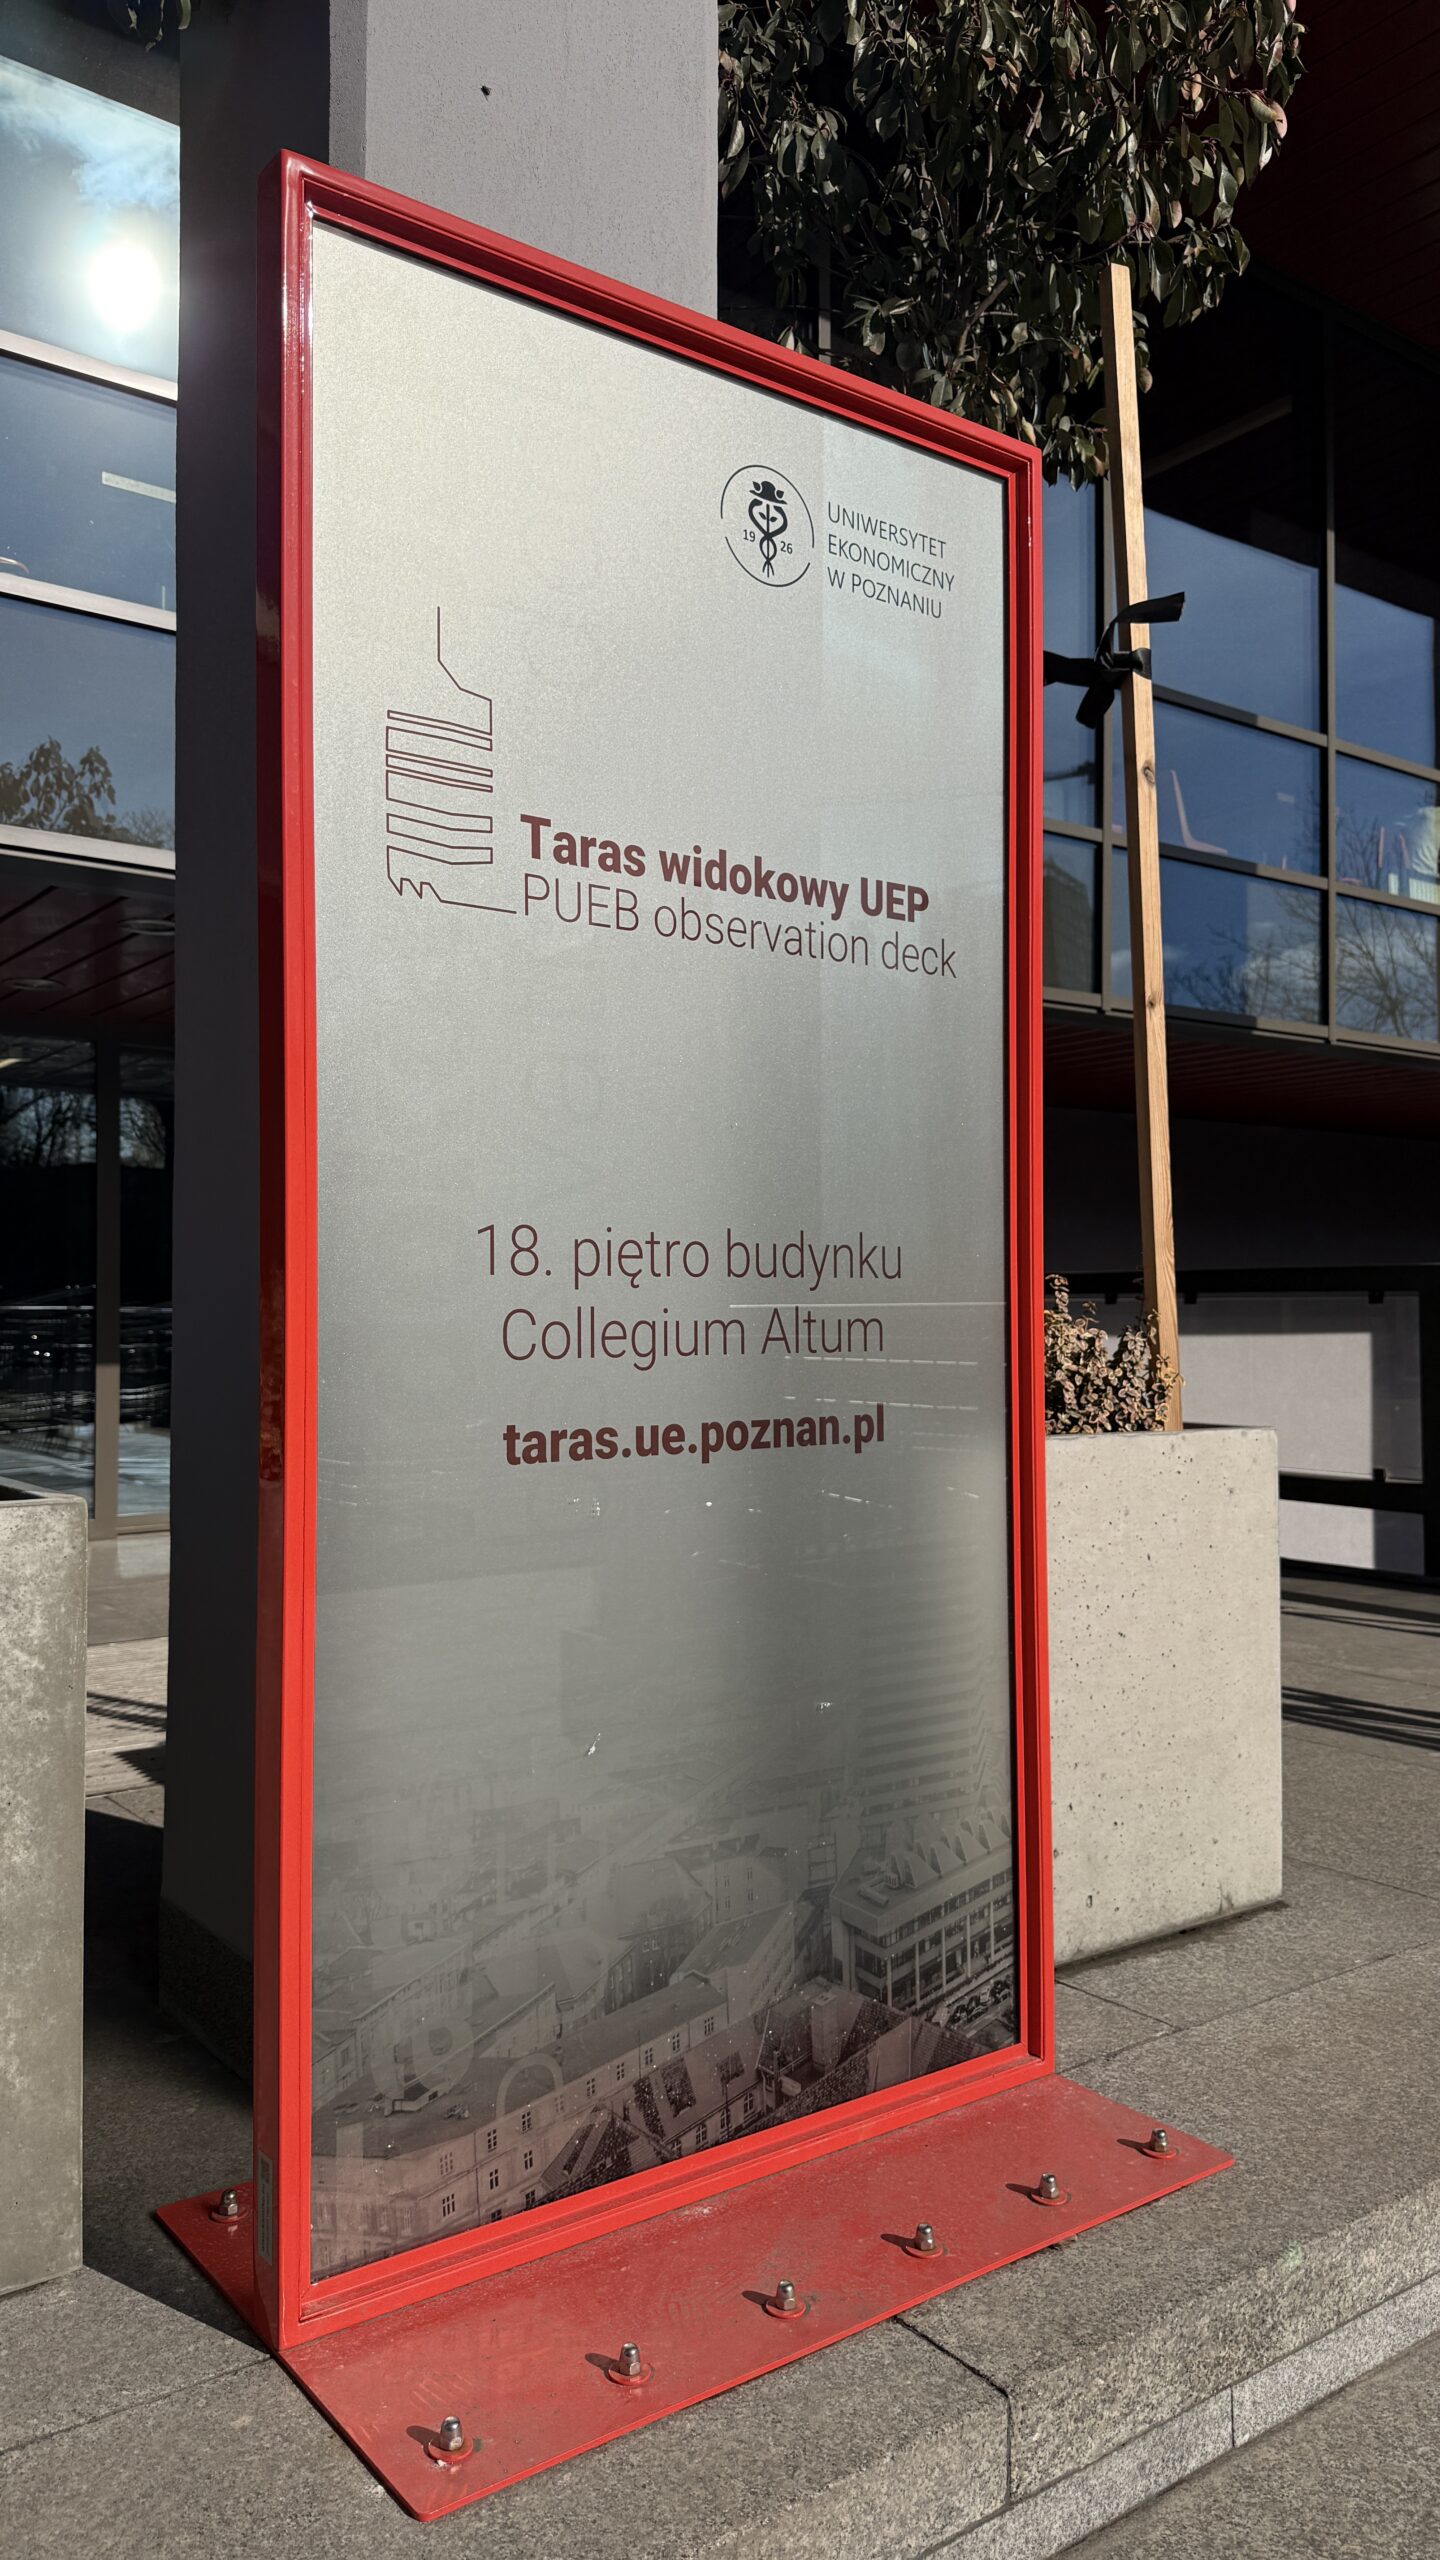 19 26
UNIWERSYTET
EKONOMICZNY
W POZNANIU
Taras widokowy UEP
PUEB observation deck
18. piętro budynku
Collegium Altum
taras.ue.poznan.pl